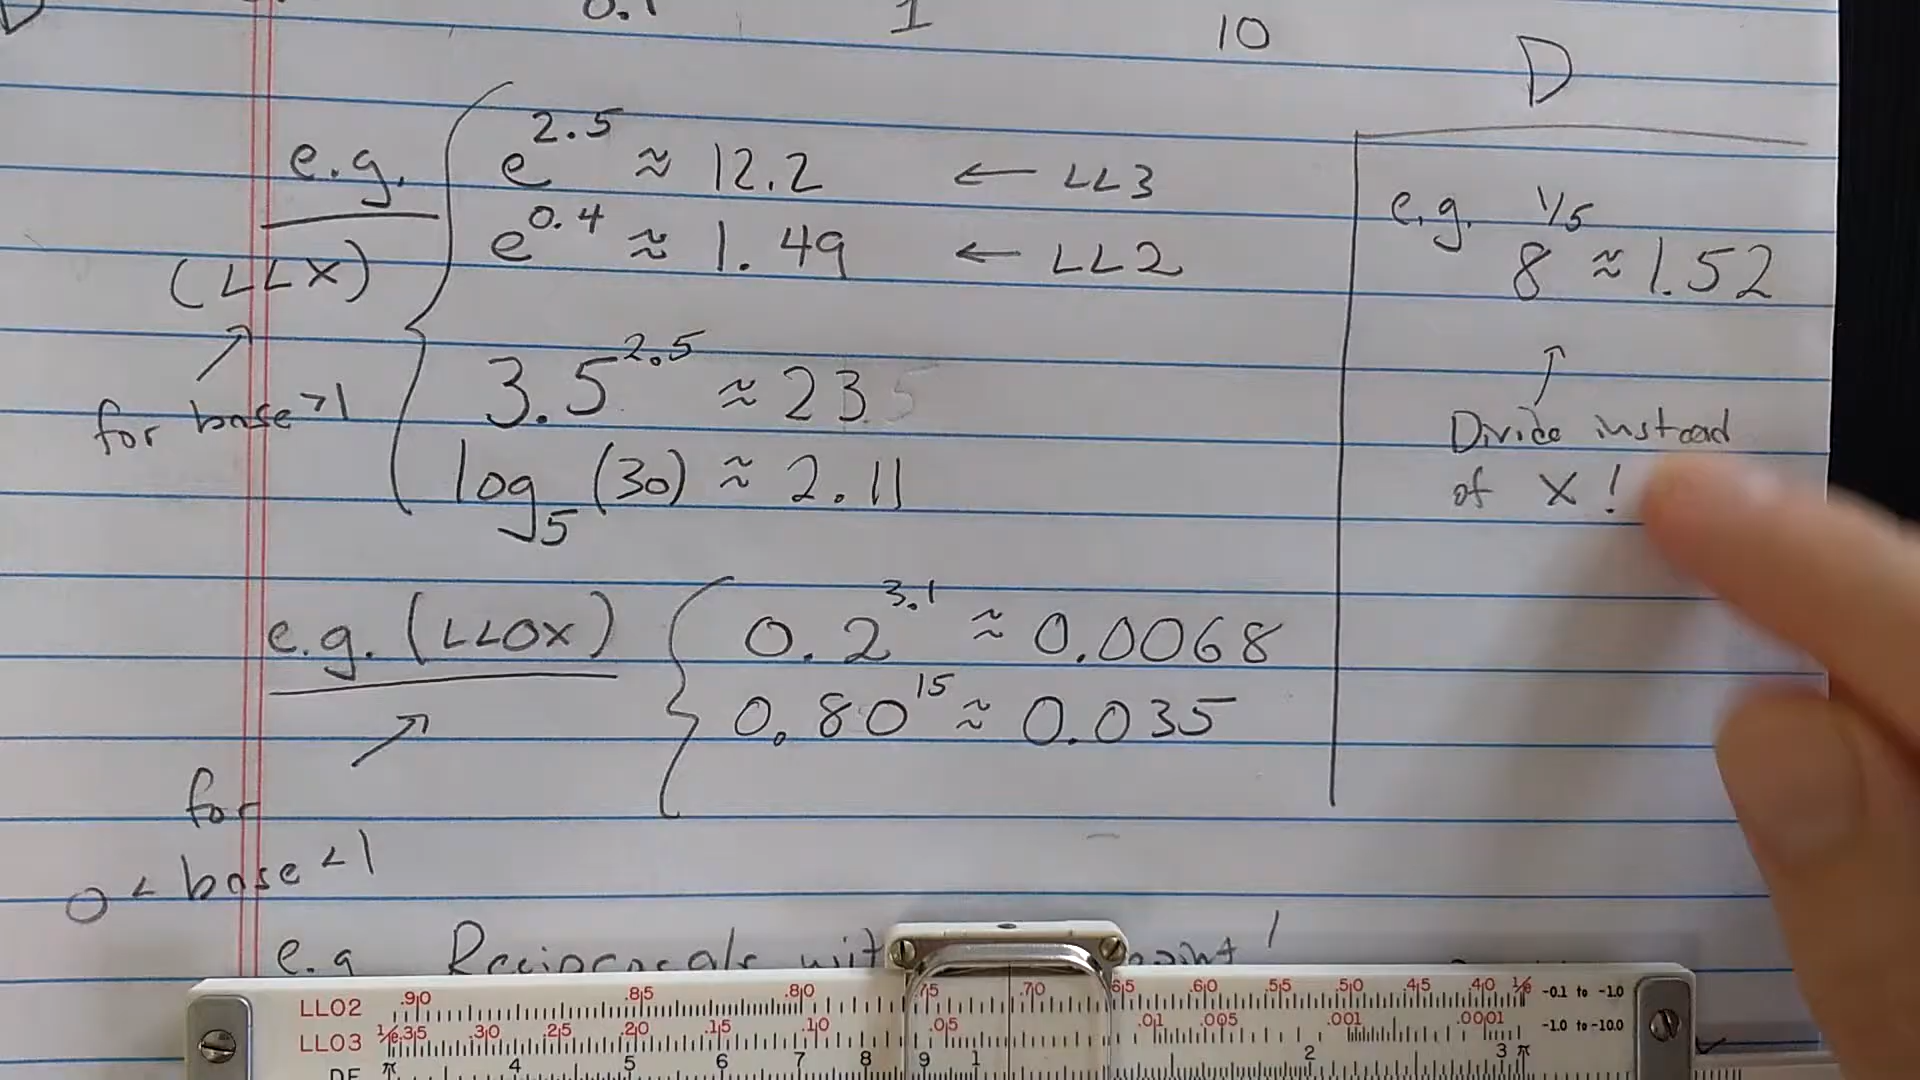 0.1 1 10
D
e.g. e^2.5 ≈ 12.2 ← LL3
e^0.4 ≈ 1.49 ← LL2
(LLX)
for base >1
3.5^2.5 ≈ 23.5
log_5 (30) ≈ 2.11
e.g. 8^1/5 ≈ 1.52
↑
Divide instead
of X!
e.g. (LLOX) 0.2^3.1 ≈ 0.0068
0.80^15 ≈ 0.035
for
0 < base <1
e.g Reciprocals point
LL02 .90 .85 .80 .75 .70 .65 .60 .55 .50 .45 .40 1/e -0.1 to -1.0
LL03 1/e .35 .30 .25 .20 .15 .10 .05 .01 .005 .001 .0001 -1.0 to -10.0
DF π 4 5 6 7 8 9 1 2 3 π